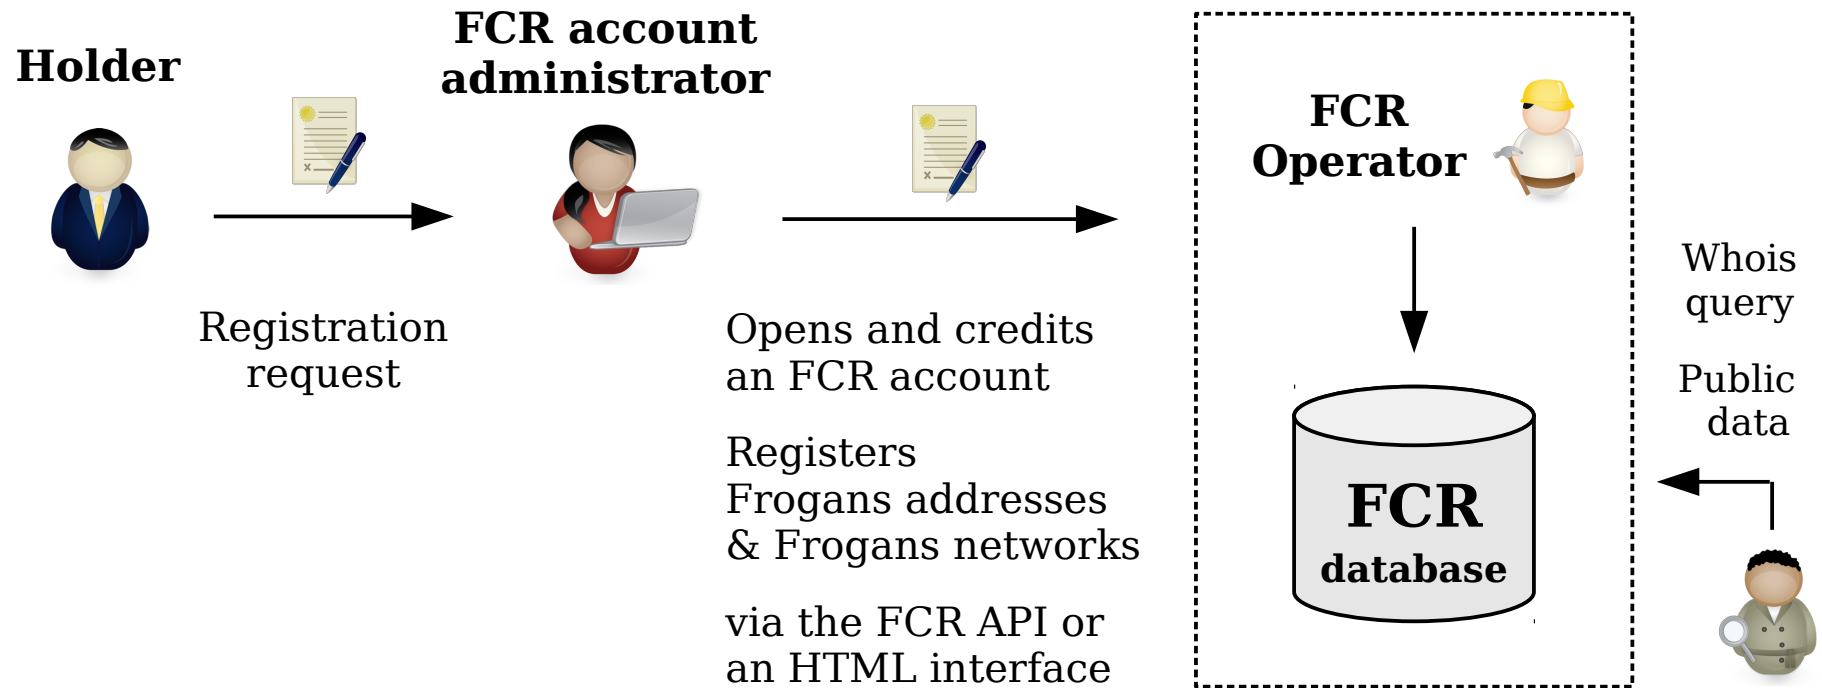 Holder
FCR account
administrator
Registration
request
Opens and credits
an FCR account
Registers
Frogans addresses
& Frogans networks
via the FCR API or
an HTML interface
FCR
Operator
FCR
database
Whois
query
Public
data